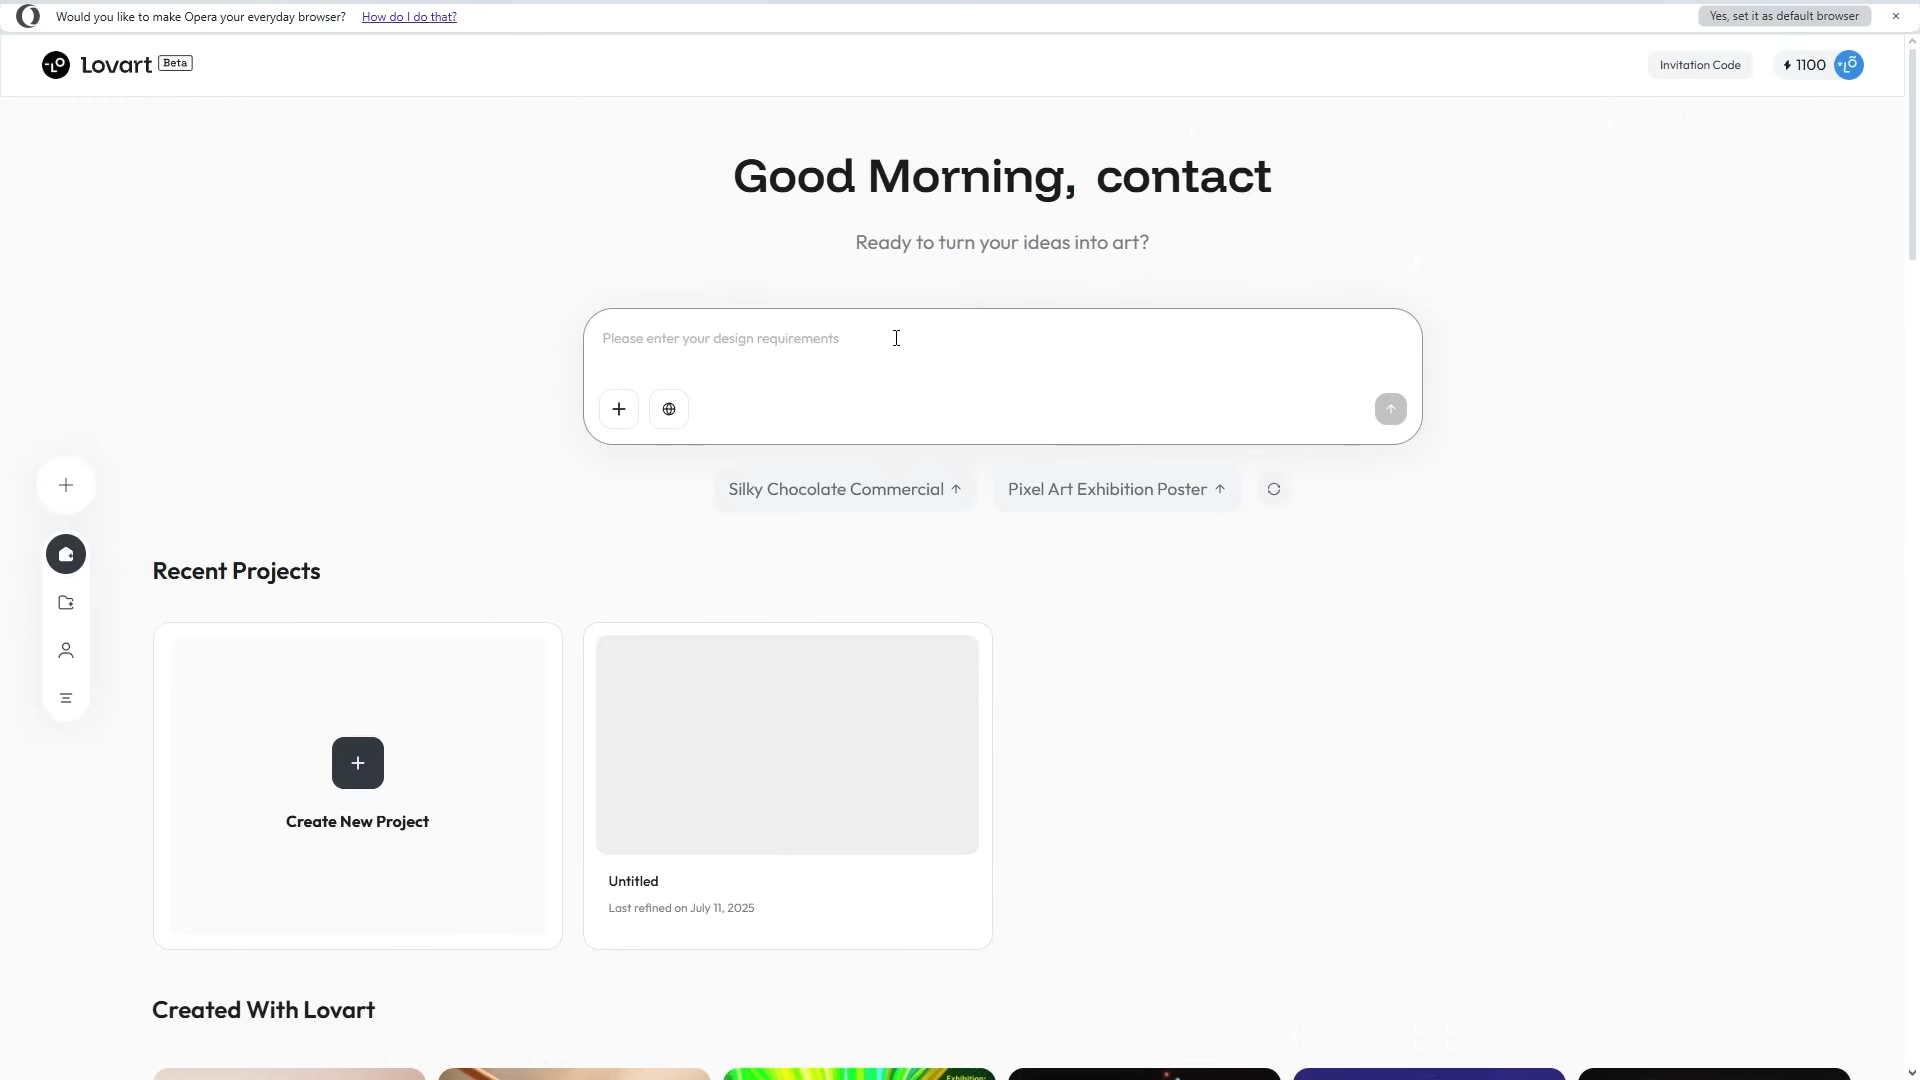 Would you like to make Opera your everyday browser? How do I do that? Yes, set it as default browser
Lovart Beta
Invitation Code
1100
Good Morning, contact
Ready to turn your ideas into art?
Please enter your design requirements
Silky Chocolate Commercial
Pixel Art Exhibition Poster
Recent Projects
Create New Project
Untitled
Last refined on July 11, 2025
Created With Lovart
Exhibition: